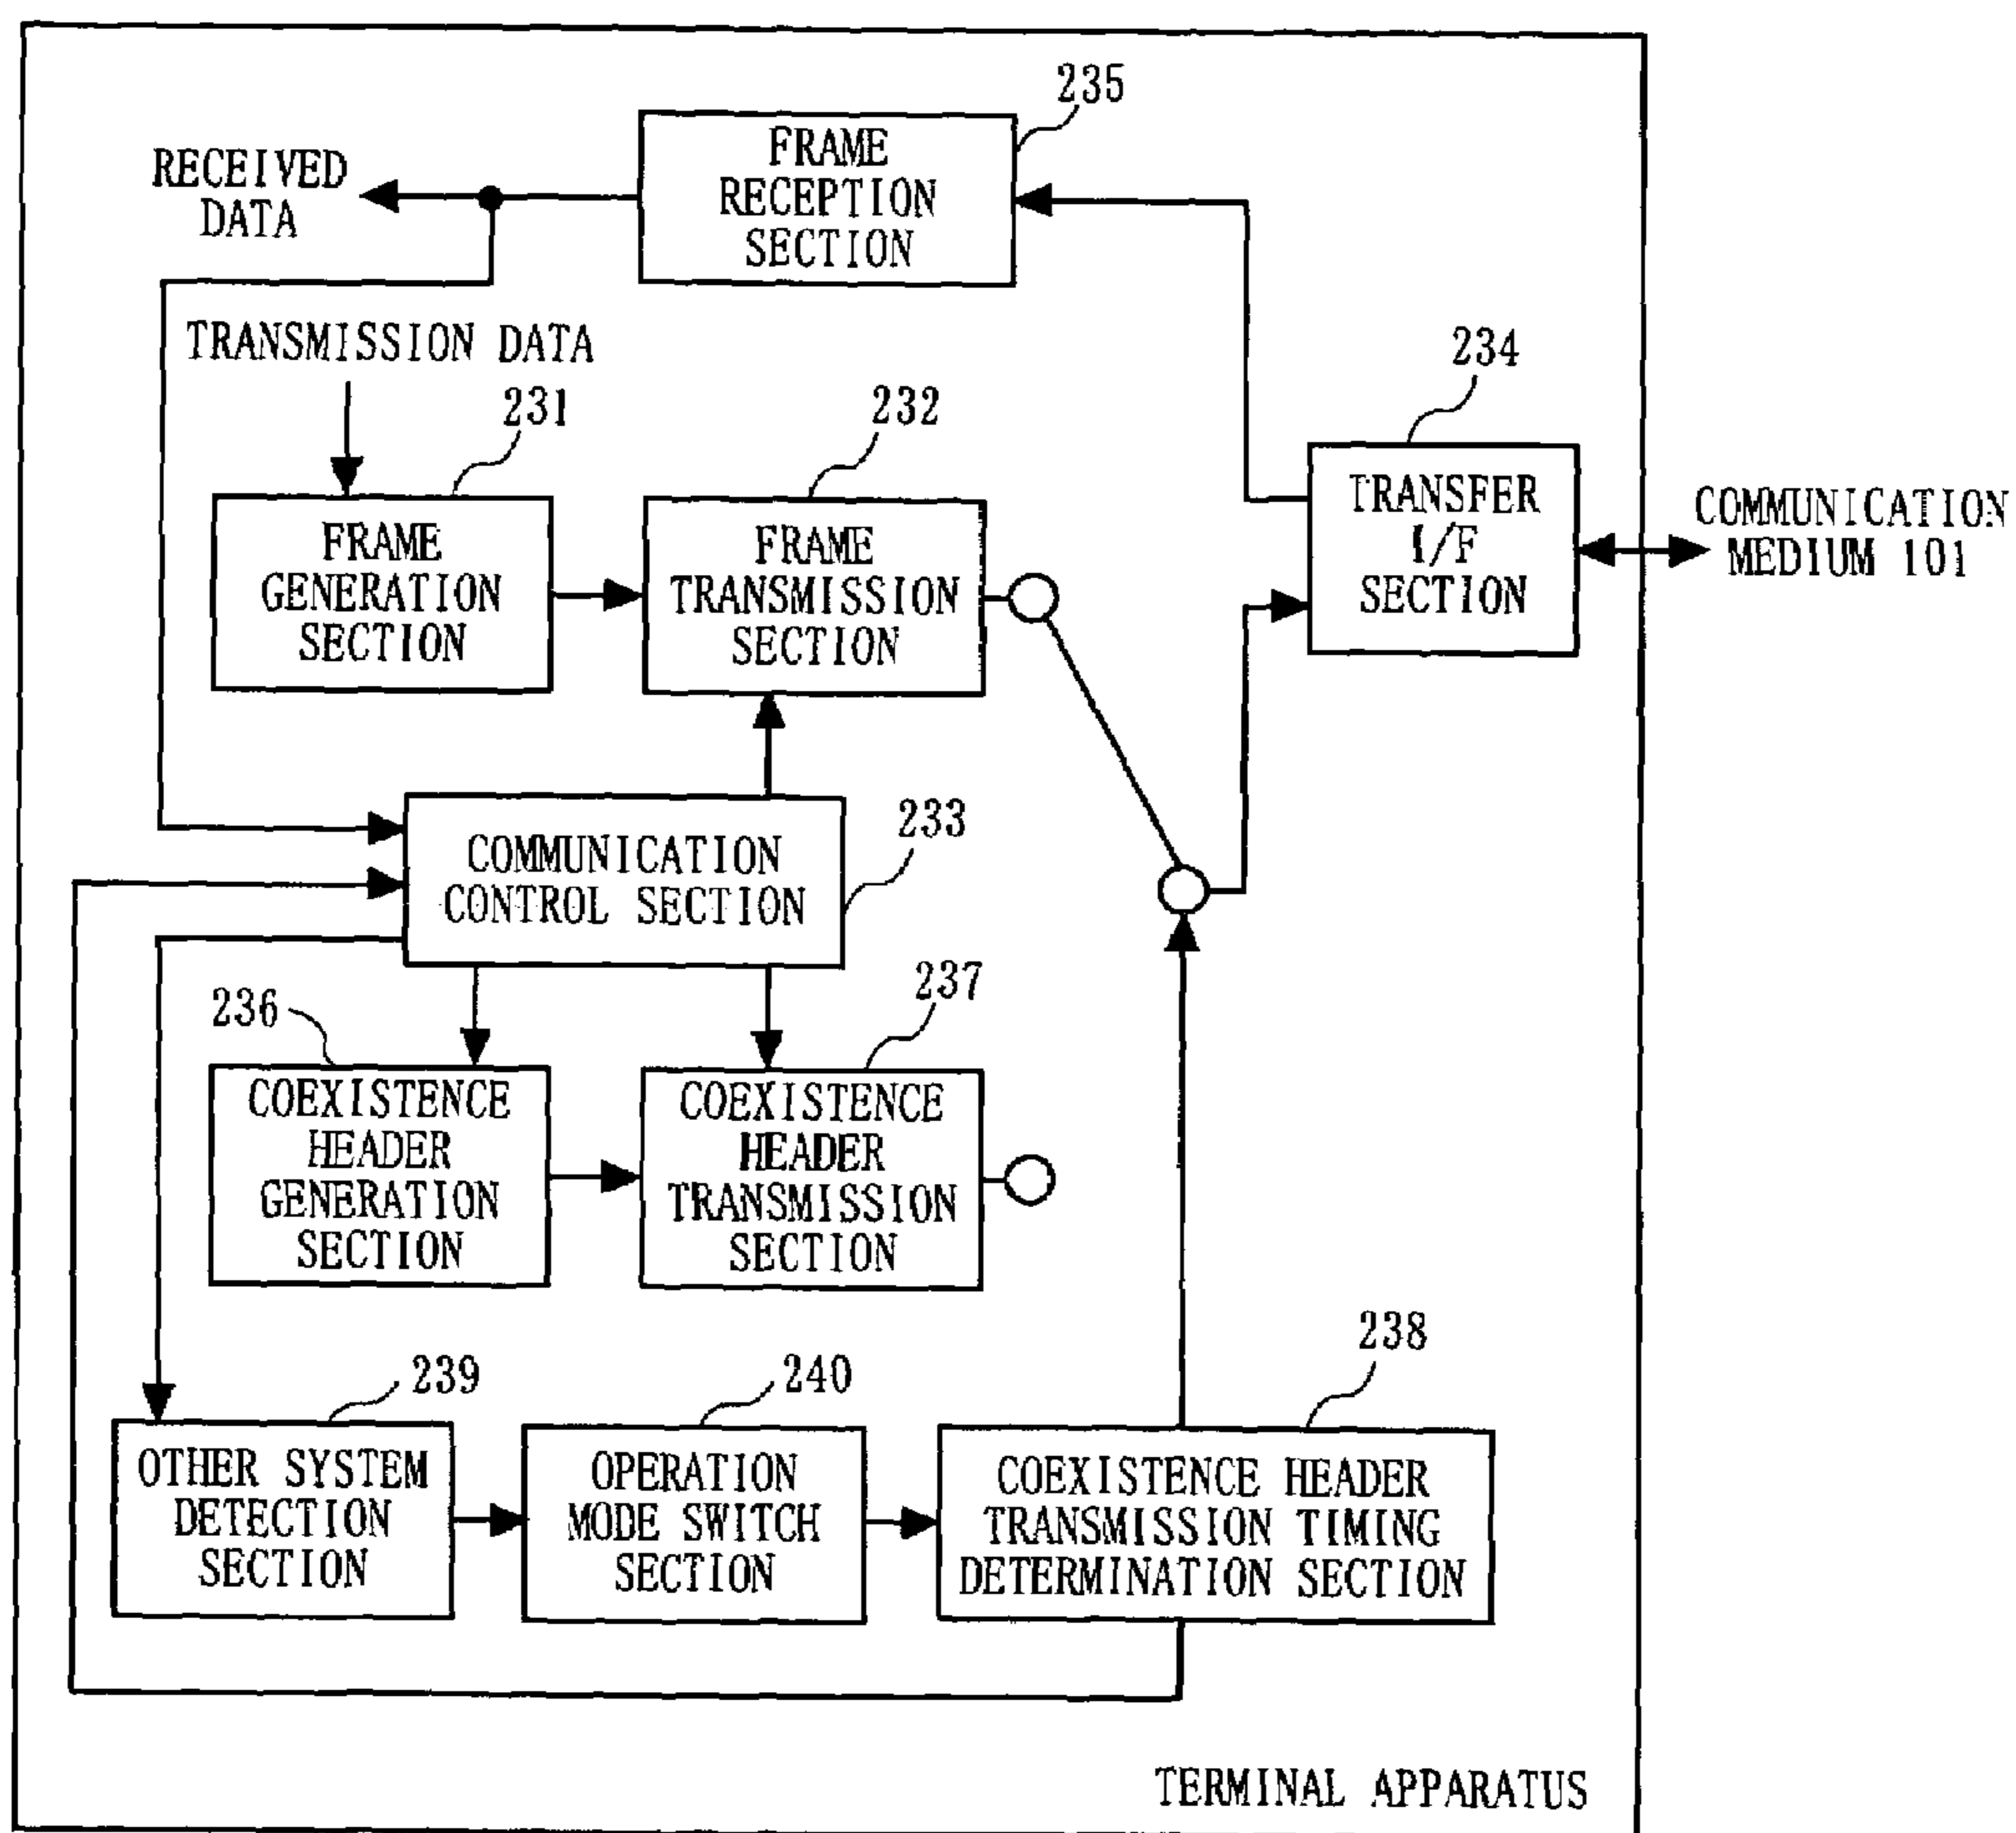 235
RECEIVED
DATA
FRAME
RECEPTION
SECTION
TRANSMISSION DATA
231
232
234
FRAME
GENERATION
SECTION
FRAME
TRANSMISSION
SECTION
TRANSFER
I/F
SECTION
COMMUNICATION
MEDIUM 101
COMMUNICATION
CONTROL SECTION
233
236
237
COEXISTENCE
HEADER
GENERATION
SECTION
COEXISTENCE
HEADER
TRANSMISSION
SECTION
239
240
238
OTHER SYSTEM
DETECTION
SECTION
OPERATION
MODE SWITCH
SECTION
COEXISTENCE HEADER
TRANSMISSION TIMING
DETERMINATION SECTION
TERMINAL APPARATUS